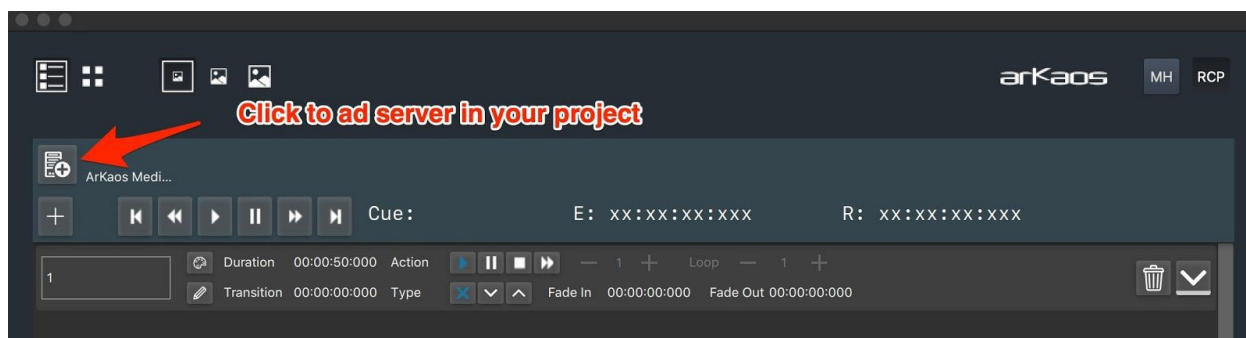 arKaos MH RCP
Click to ad server in your project
ArKaos Medi...
Cue: E: xx:xx:xx:xxx R: xx:xx:xx:xxx
1 Duration 00:00:50:000 Action 1 Loop 1
Transition 00:00:00:000 Type Fade In 00:00:00:000 Fade Out 00:00:00:000